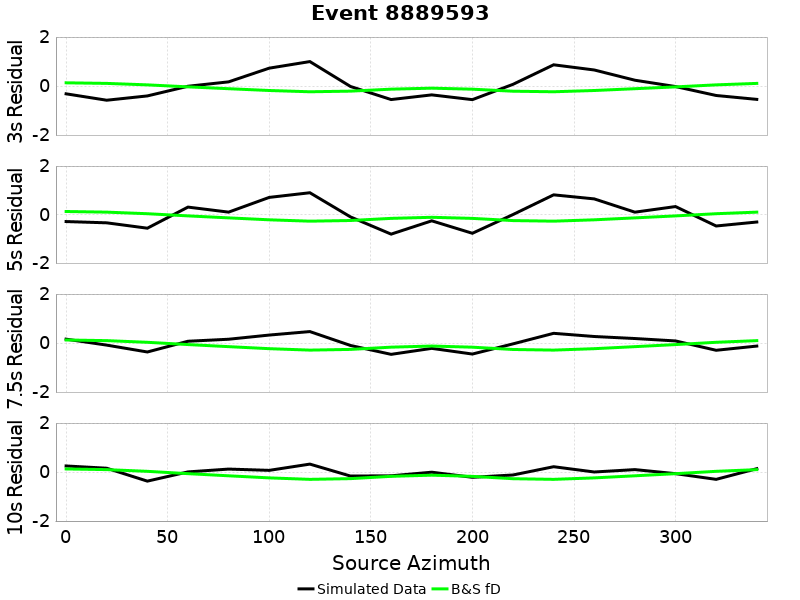 Event 8889593
3s Residual
2
0
-2
5s Residual
2
0
-2
7.5s Residual
2
0
-2
10s Residual
2
0
-2
0 50 100 150 200 250 300
Source Azimuth
Simulated Data B&S fD